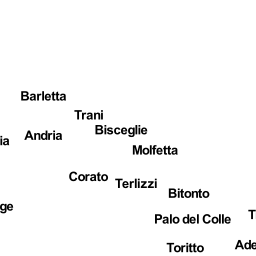 Barletta
Trani
Bisceglie
Andria
ia
Molfetta
Corato
Terlizzi
Bitonto
ge
Palo del Colle
T
Toritto
Ade